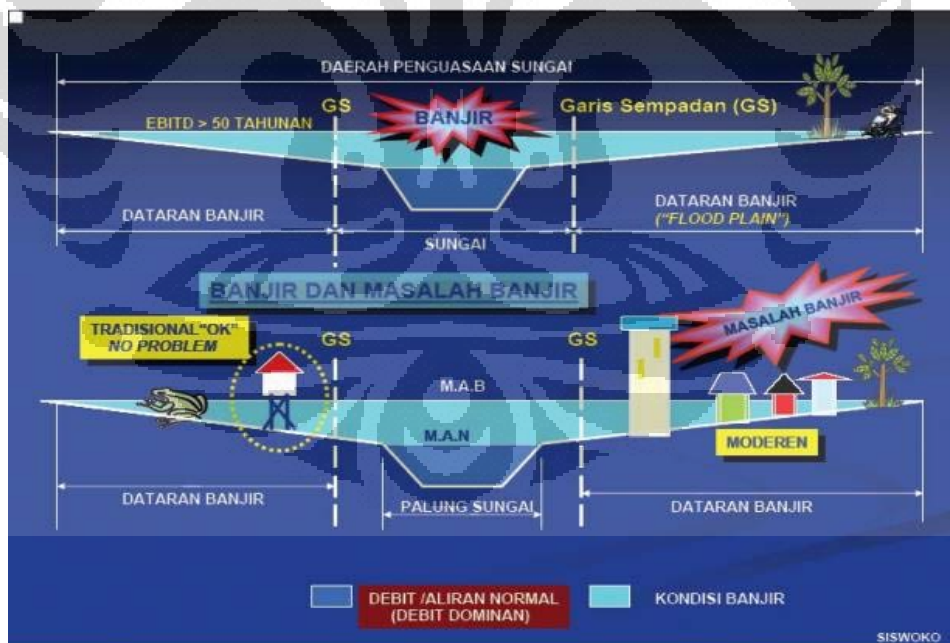 DAERAH PENGUASAAN SUNGAI
GS
BANJIR
Garis Sempadan (GS)
EBITD > 50 TAHUNAN
DATARAN BANJIR
SUNGAI
DATARAN BANJIR
("FLOOD PLAIN")
BANJIR DAN MASALAH BANJIR
TRADISIONAL "OK"
NO PROBLEM
GS
GS
MASALAH BANJIR
M.A.B
M.A.N
MODEREN
DATARAN BANJIR
PALUNG SUNGAI
DATARAN BANJIR
DEBIT /ALIRAN NORMAL
(DEBIT DOMINAN)
KONDISI BANJIR
SISWOKO